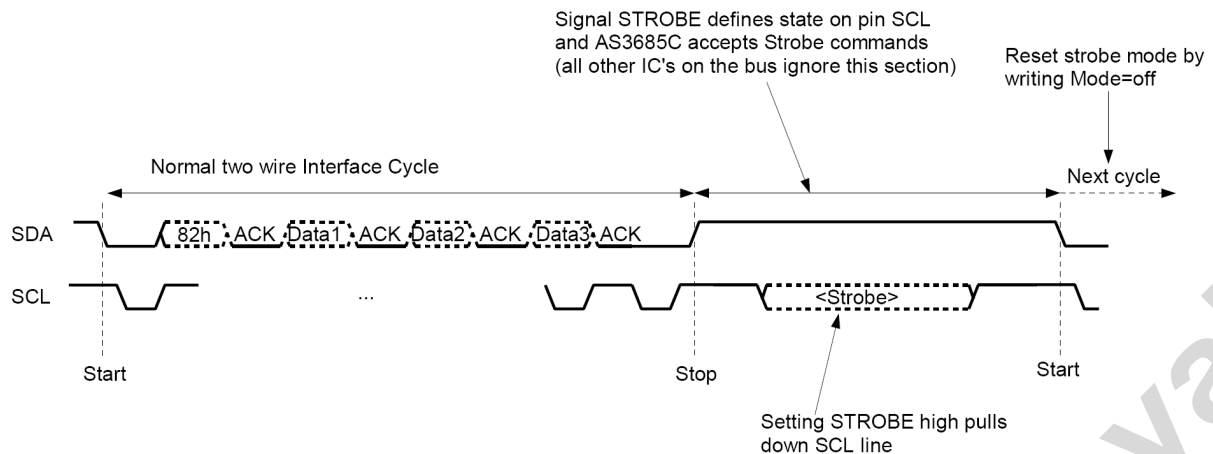 Signal STROBE defines state on pin SCL
and AS3685C accepts Strobe commands
(all other IC's on the bus ignore this section)
Reset strobe mode by
writing Mode=off
Normal two wire Interface Cycle
Next cycle
SDA
82h
ACK
Data1
ACK
Data2
ACK
Data3
ACK
SCL
...
<Strobe>
Start
Stop
Start
Setting STROBE high pulls
down SCL line